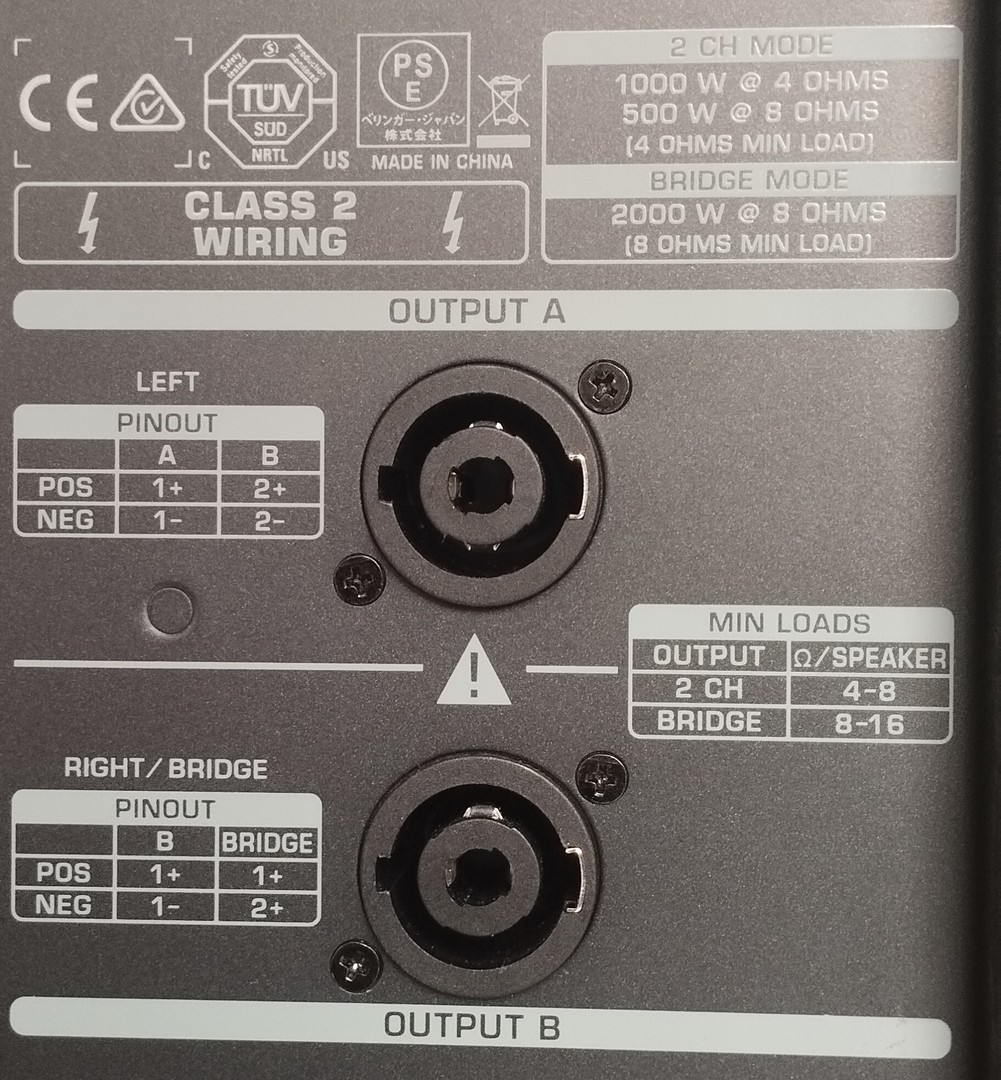 CE
Safety tested
S
Production monitored
TÜV
SUD
NRTL
C US
PS
E
ベリンガー・ジャパン
株式会社
MADE IN CHINA
CLASS 2
WIRING
2 CH MODE
1000 W @ 4 OHMS
500 W @ 8 OHMS
(4 OHMS MIN LOAD)
BRIDGE MODE
2000 W @ 8 OHMS
(8 OHMS MIN LOAD)
OUTPUT A
LEFT
PINOUT
A B
POS 1+ 2+
NEG 1- 2-
!
MIN LOADS
OUTPUT Ω/SPEAKER
2 CH 4-8
BRIDGE 8-16
RIGHT/BRIDGE
PINOUT
B BRIDGE
POS 1+ 1+
NEG 1- 2+
OUTPUT B